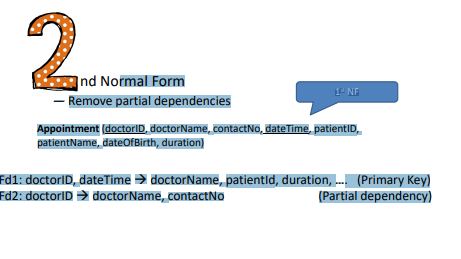 2nd Normal Form
1st NF
— Remove partial dependencies
Appointment (doctorID, doctorName, contactNo, dateTime, patientID,
patientName, dateOfBirth, duration)
Fd1: doctorID, dateTime → doctorName, patientId, duration, .... (Primary Key)
Fd2: doctorID → doctorName, contactNo (Partial dependency)